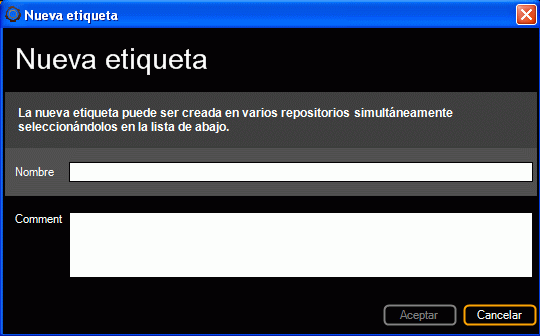 Nueva etiqueta
Nueva etiqueta
La nueva etiqueta puede ser creada en varios repositorios simultáneamente
seleccionándolos en la lista de abajo.
Nombre
Comment
Aceptar
Cancelar